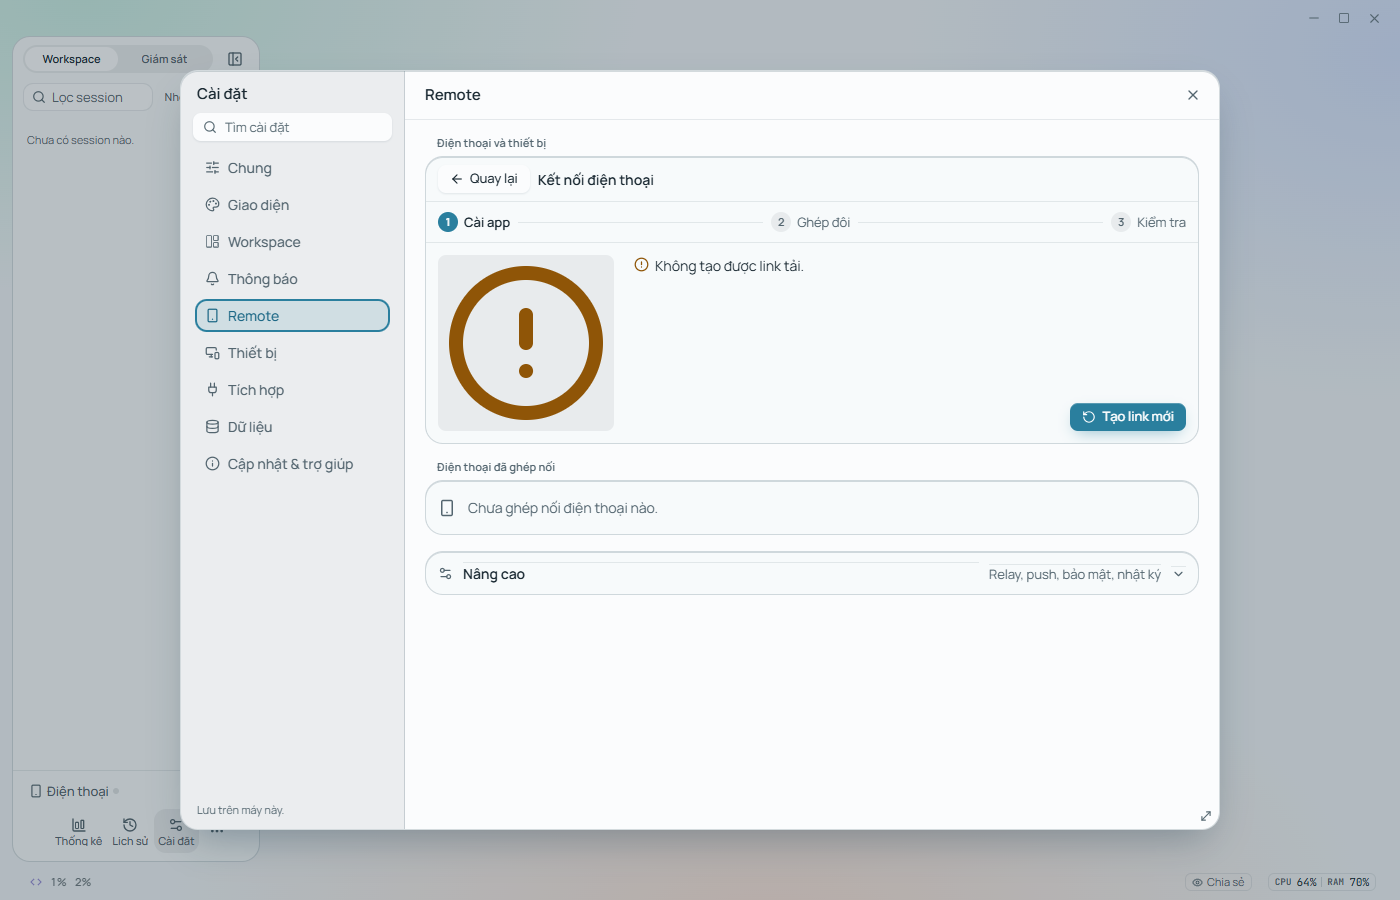 Workspace
Giám sát
Lọc session
Chưa có session nào.
Điện thoại
Thống kê
Lịch sử
Cài đặt
1% 2%
Cài đặt
Tìm cài đặt
Chung
Giao diện
Workspace
Thông báo
Remote
Thiết bị
Tích hợp
Dữ liệu
Cập nhật & trợ giúp
Lưu trên máy này.
Remote
Điện thoại và thiết bị
Quay lại
Kết nối điện thoại
1 Cài app
2 Ghép đôi
3 Kiểm tra
Không tạo được link tải.
Tạo link mới
Điện thoại đã ghép nối
Chưa ghép nối điện thoại nào.
Nâng cao
Relay, push, bảo mật, nhật ký
Chia sẻ
CPU 64% RAM 70%